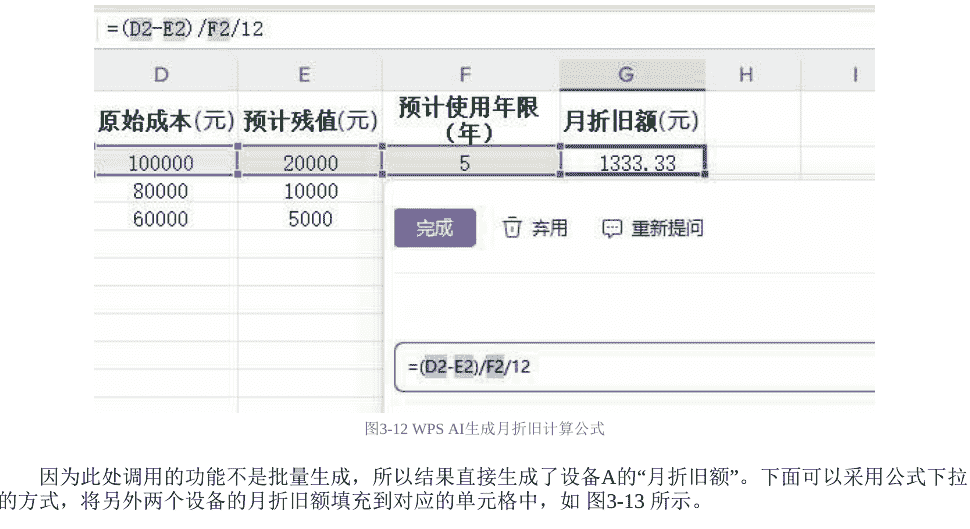 =(D2-E2)/F2/12
D E F G H I
原始成本(元) 预计残值(元) 预计使用年限 月折旧额(元)
（年）
100000 20000 5 1333.33
80000 10000
60000 5000
完成 弃用 重新提问
=(D2-E2)/F2/12
图3-12 WPS AI生成月折旧计算公式
因为此处调用的功能不是批量生成，所以结果直接生成了设备A的“月折旧额”。下面可以采用公式下拉
的方式，将另外两个设备的月折旧额填充到对应的单元格中，如 图3-13 所示。